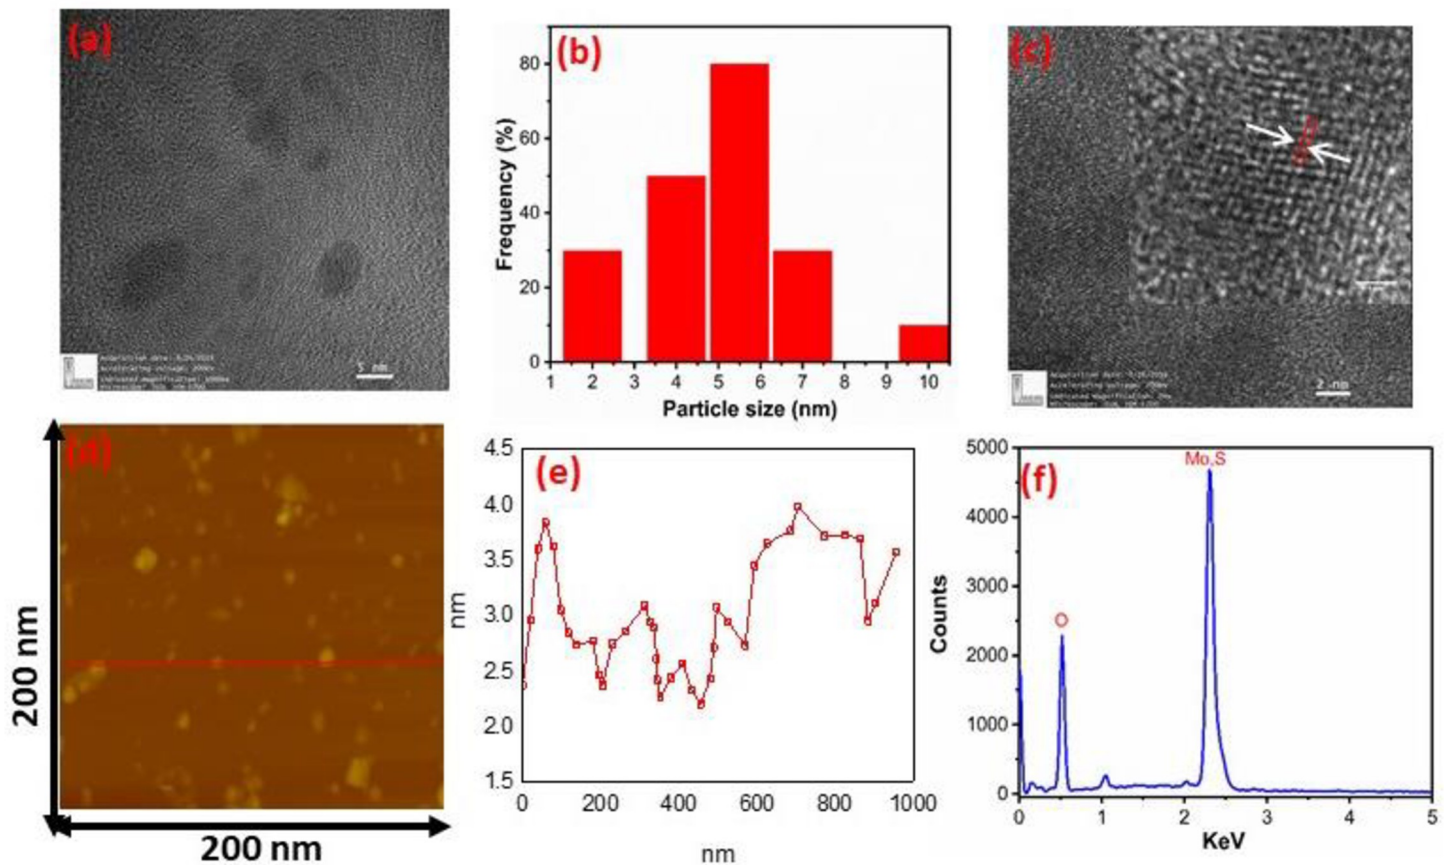 (a)
5 nm
(b)
Frequency (%)
80
60
40
20
0
1 2 3 4 5 6 7 8 9 10
Particle size (nm)
(c)
2 nm
(d)
200 nm
200 nm
(e)
nm
4.5
4.0
3.5
3.0
2.5
2.0
1.5
0 200 400 600 800 1000
nm
(f)
Mo,S
O
Counts
5000
4000
3000
2000
1000
0
0 1 2 3 4 5
KeV